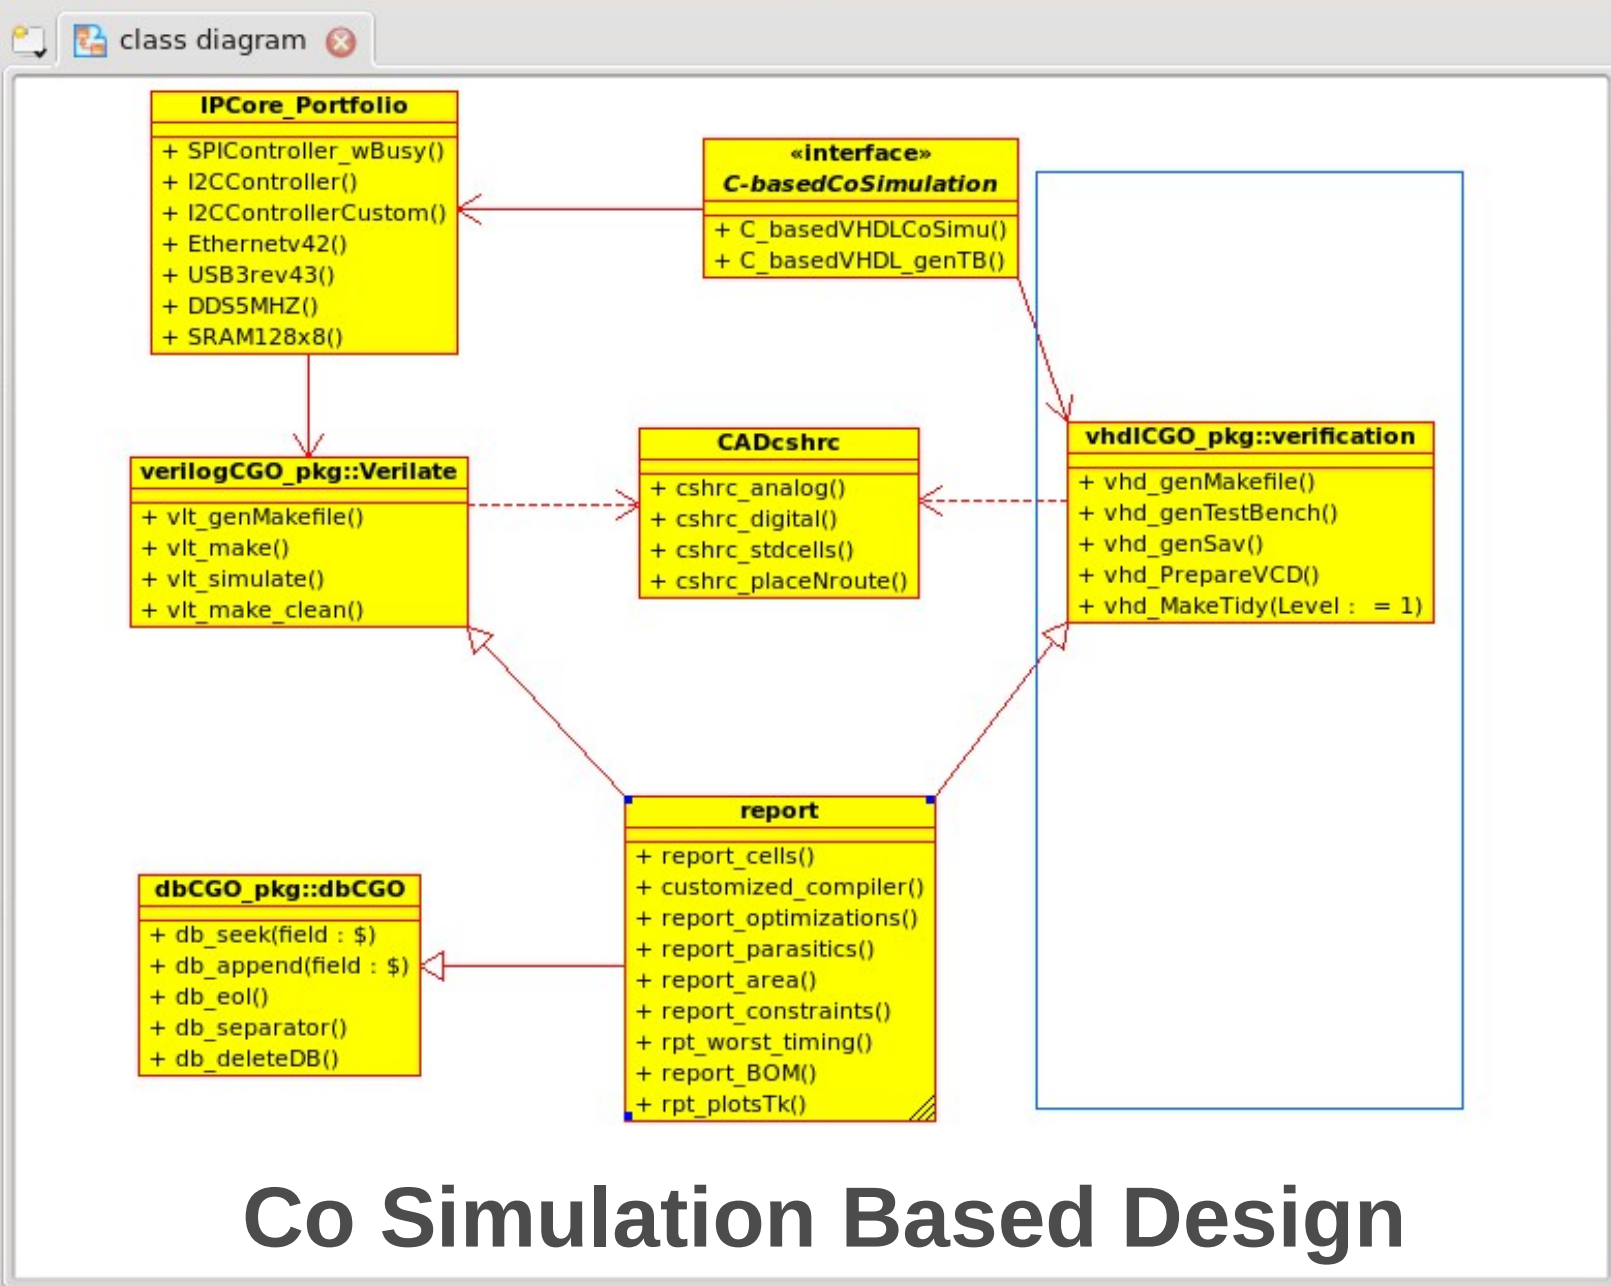 class diagram
IPCore_Portfolio
+ SPIController_wBusy()
+ I2CController()
+ I2CControllerCustom()
+ Ethernetv42()
+ USB3rev43()
+ DDS5MHZ()
+ SRAM128x8()
«interface»
C-basedCoSimulation
+ C_basedVHDLCoSimu()
+ C_basedVHDL_genTB()
verilogCGO_pkg::Verilate
+ vlt_genMakefile()
+ vlt_make()
+ vlt_simulate()
+ vlt_make_clean()
CADcshrc
+ cshrc_analog()
+ cshrc_digital()
+ cshrc_stdcells()
+ cshrc_placeNroute()
vhdlCGO_pkg::verification
+ vhd_genMakefile()
+ vhd_genTestBench()
+ vhd_genSav()
+ vhd_PrepareVCD()
+ vhd_MakeTidy(Level : = 1)
dbCGO_pkg::dbCGO
+ db_seek(field : $)
+ db_append(field : $)
+ db_eol()
+ db_separator()
+ db_deleteDB()
report
+ report_cells()
+ customized_compiler()
+ report_optimizations()
+ report_parasitics()
+ report_area()
+ report_constraints()
+ rpt_worst_timing()
+ report_BOM()
+ rpt_plotsTk()
Co Simulation Based Design